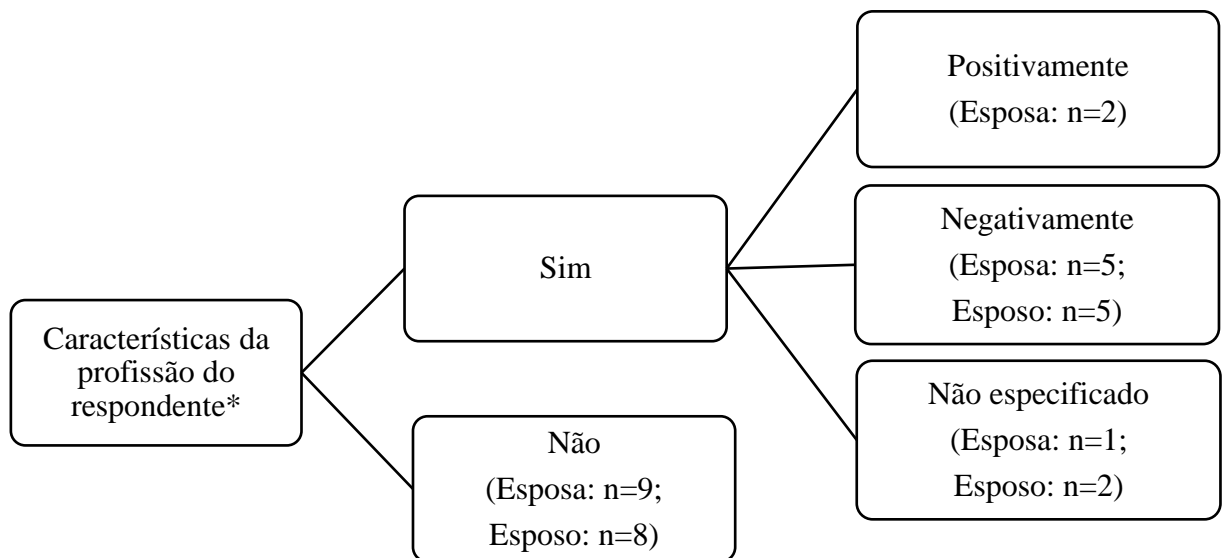 Características da
profissão do
respondente*
Sim
Não
(Esposa: n=9;
Esposo: n=8)
Positivamente
(Esposa: n=2)
Negativamente
(Esposa: n=5;
Esposo: n=5)
Não especificado
(Esposa: n=1;
Esposo: n=2)